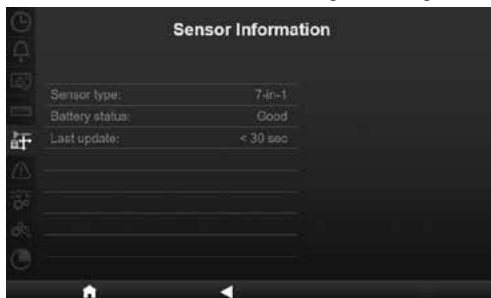 Sensor Information
Sensor type: 7-in-1
Battery status: Good
Last update: < 30 sec